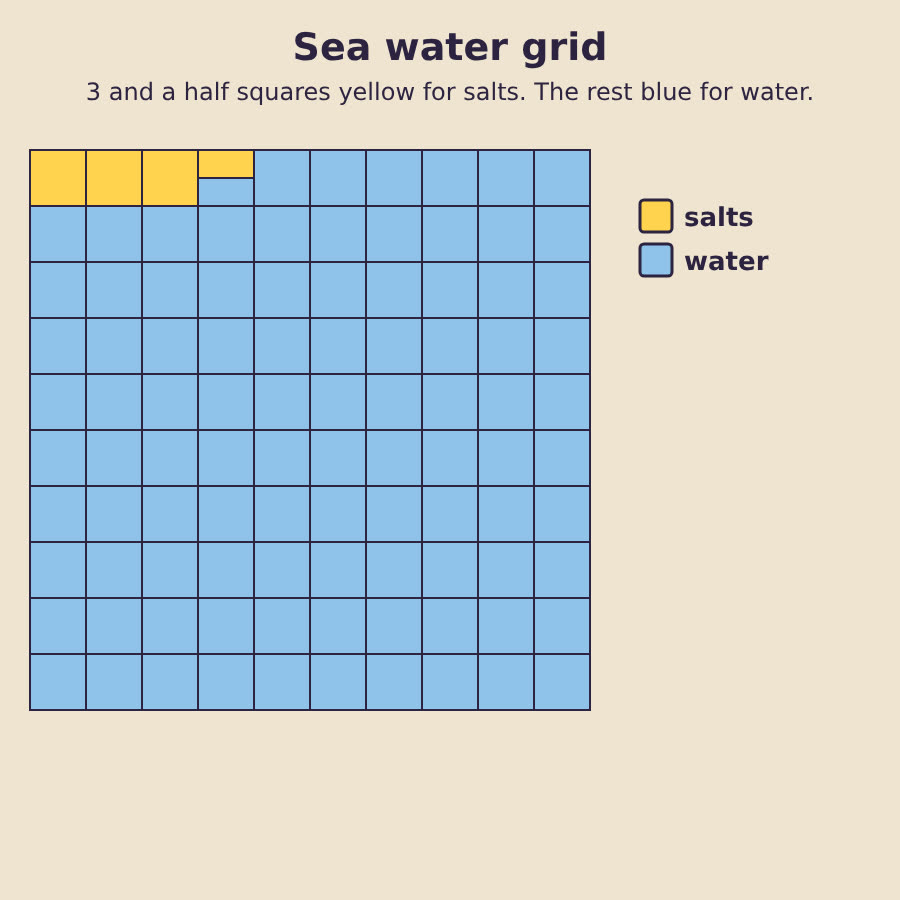 Sea water grid
3 and a half squares yellow for salts. The rest blue for water.
salts
water